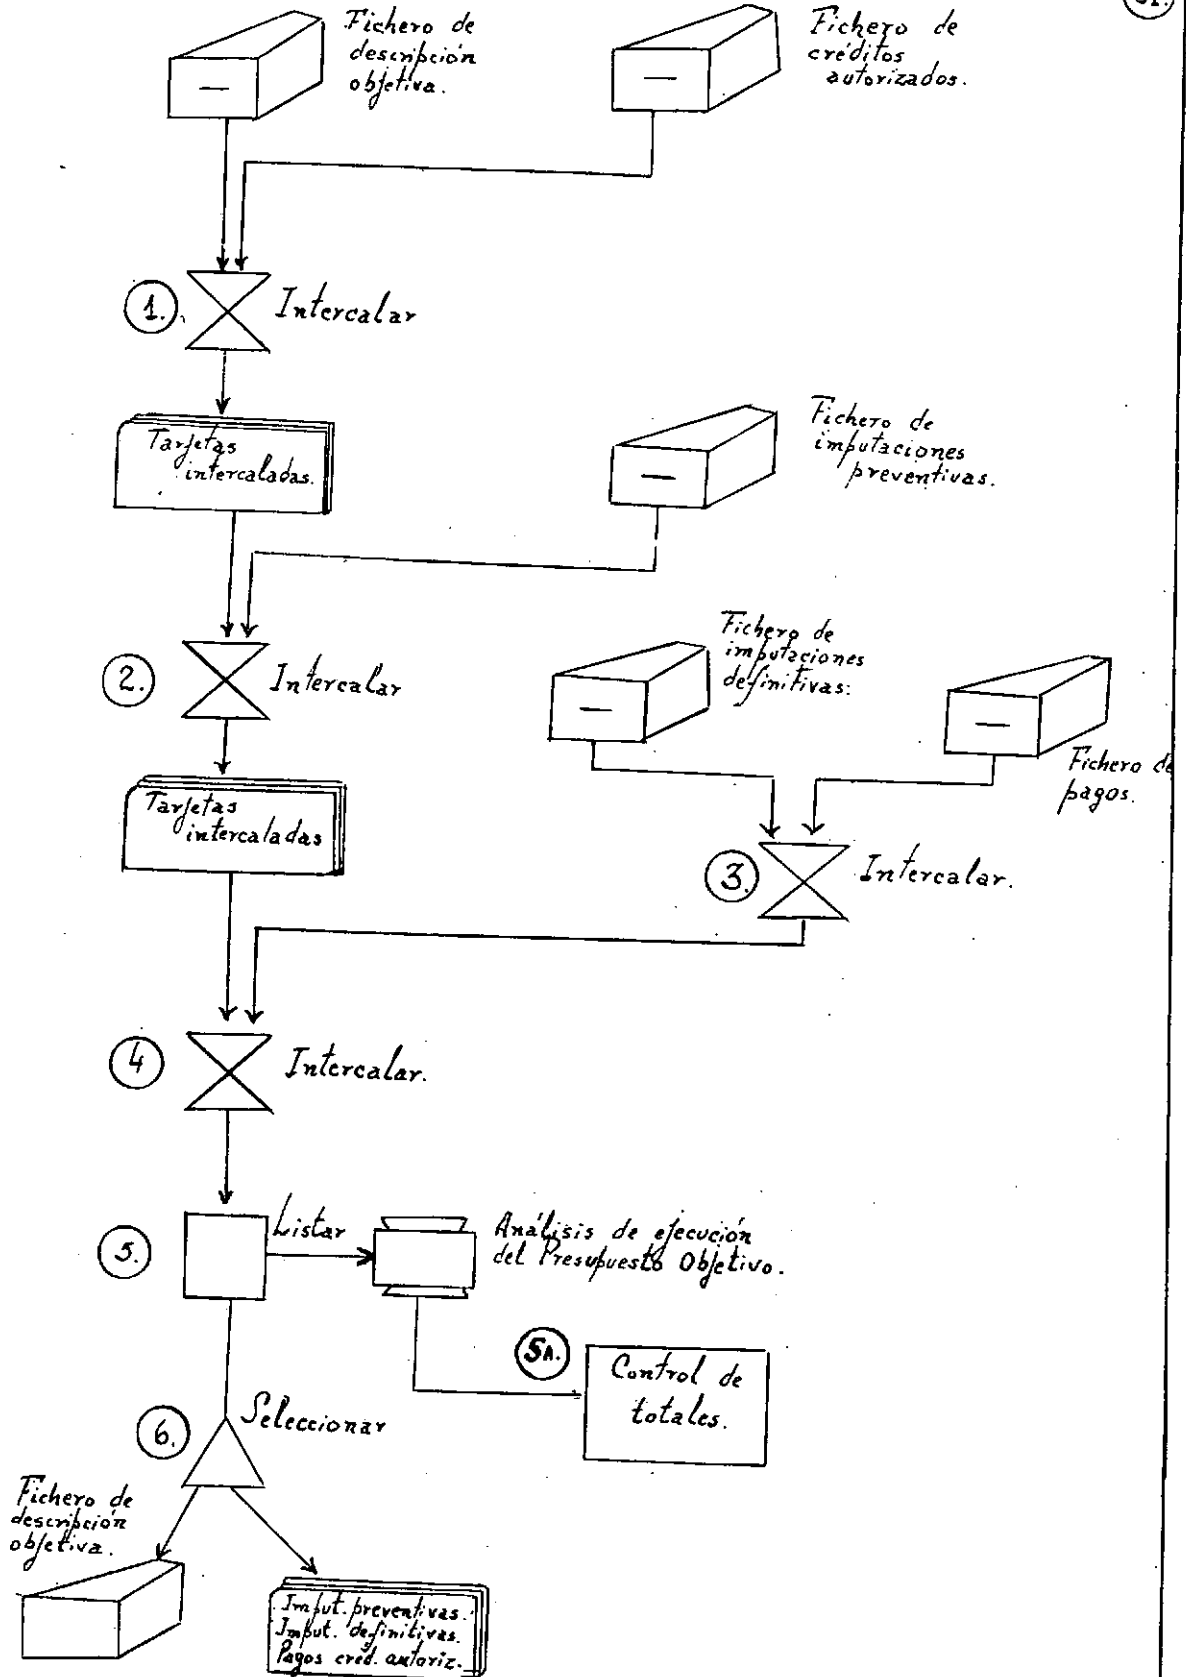 Fichero de
descripción
objetiva.
Fichero de
créditos
autorizados.
1.
Intercalar
Tarjetas
intercaladas.
Fichero de
imputaciones
preventivas.
2.
Intercalar
Fichero de
imputaciones
definitivas.
Fichero de
pagos.
Tarjetas
intercaladas
3.
Intercalar.
4
Intercalar.
5.
Listar
Análisis de ejecución
del Presupuesto Objetivo.
5A.
Control de
totales.
6.
Seleccionar
Fichero de
descripción
objetiva.
Imput. preventivas.
Imput. definitivas.
Pagos créd. autoriz.